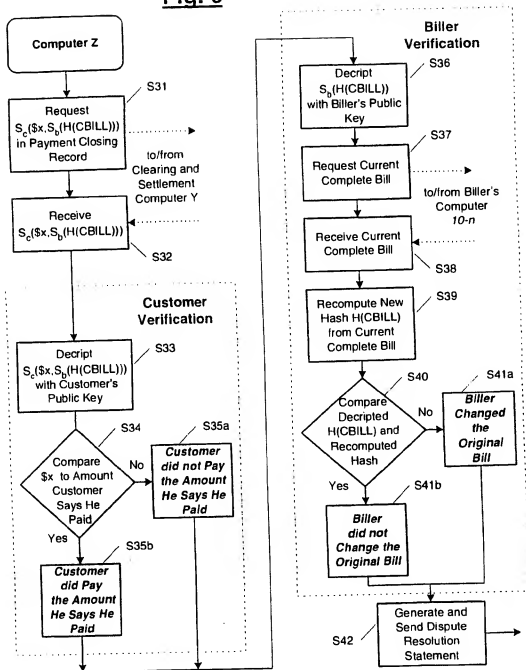 Computer Z
S31
Request
S_c($x,S_b(H(CBILL)))
in Payment Closing
Record
to/from
Clearing and
Settlement
Computer Y
Receive
S_c($x,S_b(H(CBILL)))
S32
Customer
Verification
S33
Decript
S_c($x,S_b(H(CBILL)))
with Customer's
Public Key
S34
Compare
$x to Amount
Customer
Says He
Paid
No
S35a
Customer
did not Pay
the Amount
He Says He
Paid
Yes
S35b
Customer
did Pay
the Amount
He Says He
Paid
Biller
Verification
S36
Decript
S_b(H(CBILL))
with Biller's Public
Key
S37
Request Current
Complete Bill
to/from Biller's
Computer
10-n
Receive Current
Complete Bill
S38
S39
Recompute New
Hash H(CBILL)
from Current
Complete Bill
S40
Compare
Decripted
H(CBILL) and
Recomputed
Hash
No
S41a
Biller
Changed
the
Original
Bill
Yes
S41b
Biller
did not
Change the
Original Bill
S42
Generate and
Send Dispute
Resolution
Statement